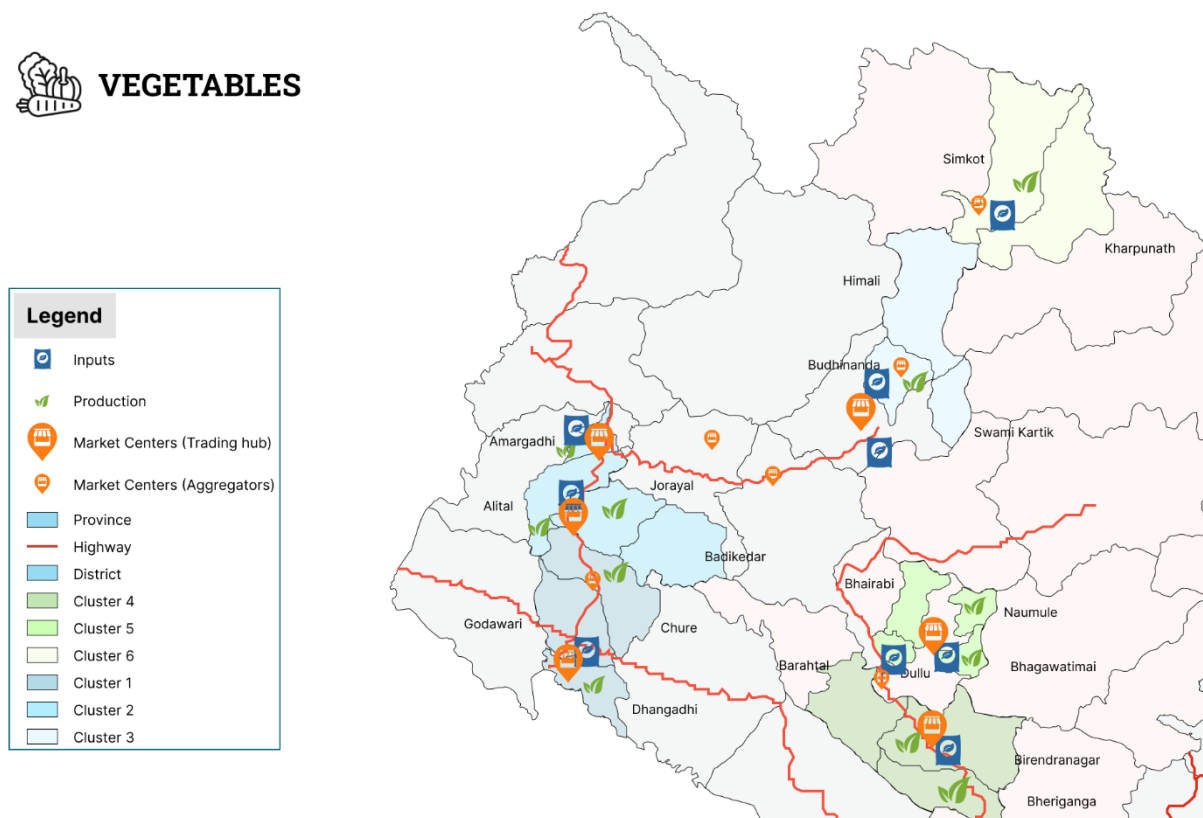 VEGETABLES
Legend
Inputs
Production
Market Centers (Trading hub)
Market Centers (Aggregators)
Province
Highway
District
Cluster 4
Cluster 5
Cluster 6
Cluster 1
Cluster 2
Cluster 3
Simkot
Kharpunath
Himali
Budhinanda
Swami Kartik
Amargadhi
Jorayal
Alital
Badikedar
Bhairabi
Naumule
Godawari
Chure
Barahtal
Dullu
Bhagawatimai
Dhangadhi
Birendranagar
Bheriganga